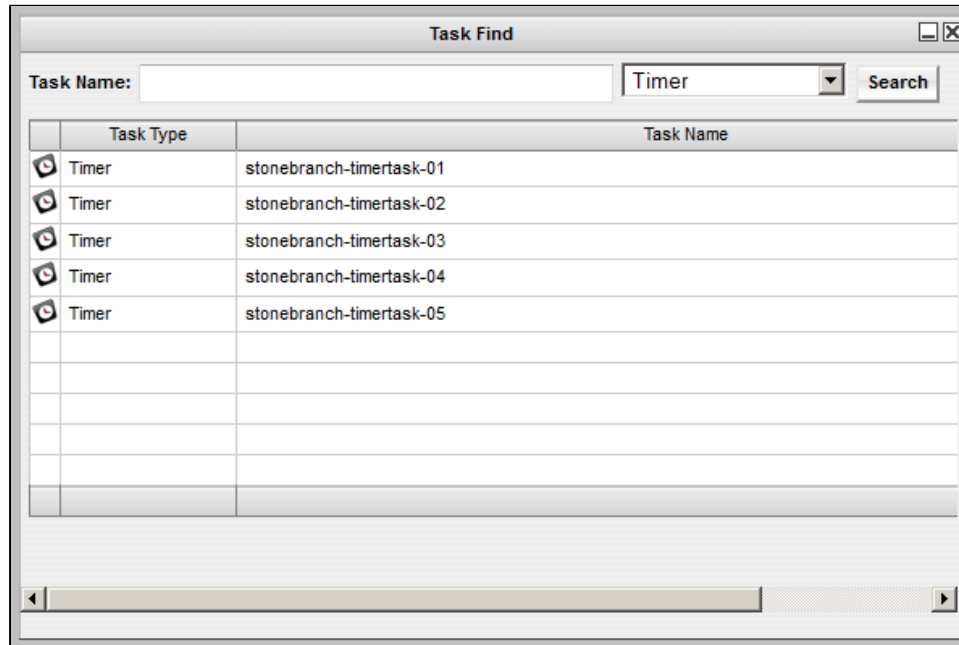 Task Find
Task Name: Timer Search
Task Type Task Name
Timer stonebranch-timertask-01
Timer stonebranch-timertask-02
Timer stonebranch-timertask-03
Timer stonebranch-timertask-04
Timer stonebranch-timertask-05